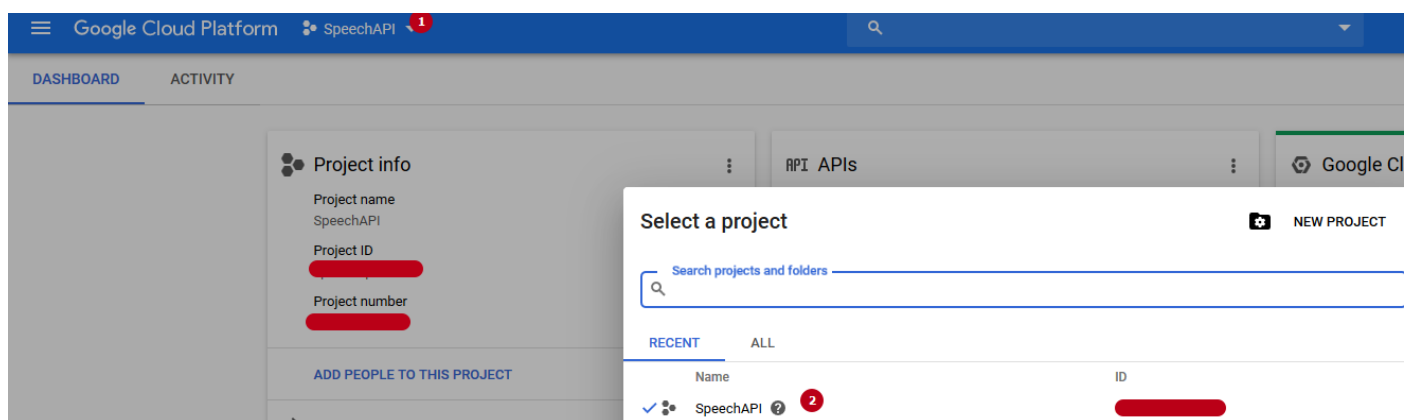 Google Cloud Platform SpeechAPI 1
DASHBOARD ACTIVITY
Project info
Project name
SpeechAPI
Project ID
Project number
ADD PEOPLE TO THIS PROJECT
API APIs
Google Cl
Select a project
NEW PROJECT
Search projects and folders
RECENT ALL
Name ID
SpeechAPI ? 2